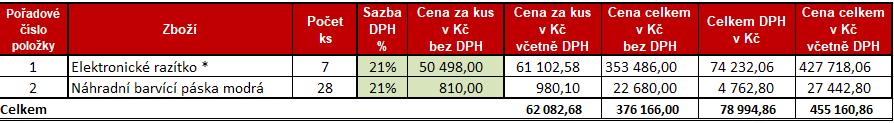 Pořadové číslo položky Zboží Počet ks Sazba DPH % Cena za kus v Kč bez DPH Cena za kus v Kč včetně DPH Cena celkem v Kč bez DPH Celkem DPH v Kč Cena celkem v Kč včetně DPH
1 Elektronické razítko * 7 21% 50 498,00 61 102,58 353 486,00 74 232,06 427 718,06
2 Náhradní barvící páska modrá 28 21% 810,00 980,10 22 680,00 4 762,80 27 442,80
Celkem 62 082,68 376 166,00 78 994,86 455 160,86